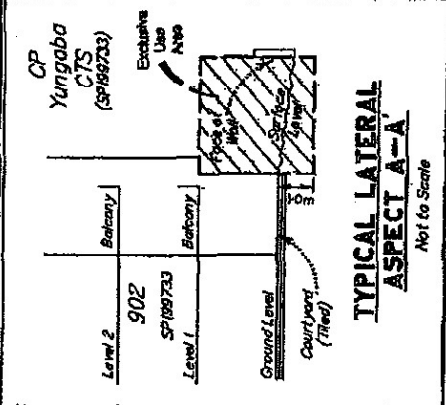 CP
Yungaba
CTS
(SP199733)
Exclusive
Use
Area
Face of
Wall
Surface
Level
1·0m
Level 2
Balcony
902
SP199733
Level 1
Balcony
Ground Level
Courtyard
(Tiled)
TYPICAL LATERAL
ASPECT A-A'
Not to Scale